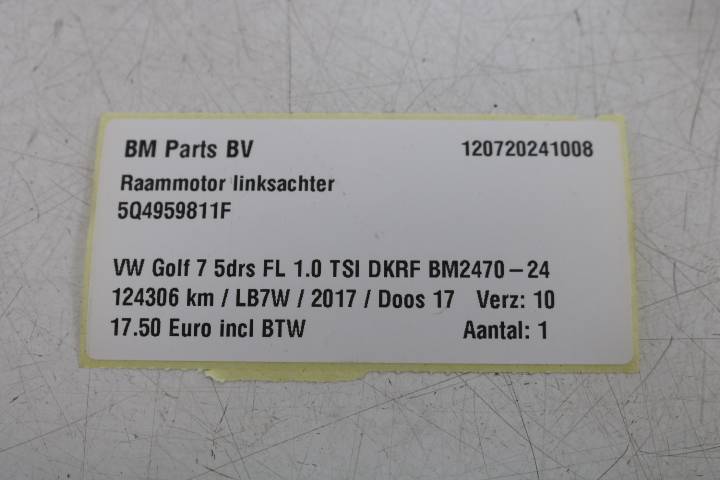 BM Parts BV 120720241008
Raammotor linksachter
5Q4959811F
VW Golf 7 5drs FL 1.0 TSI DKRF BM2470-24
124306 km / LB7W / 2017 / Doos 17 Verz: 10
17.50 Euro incl BTW Aantal: 1